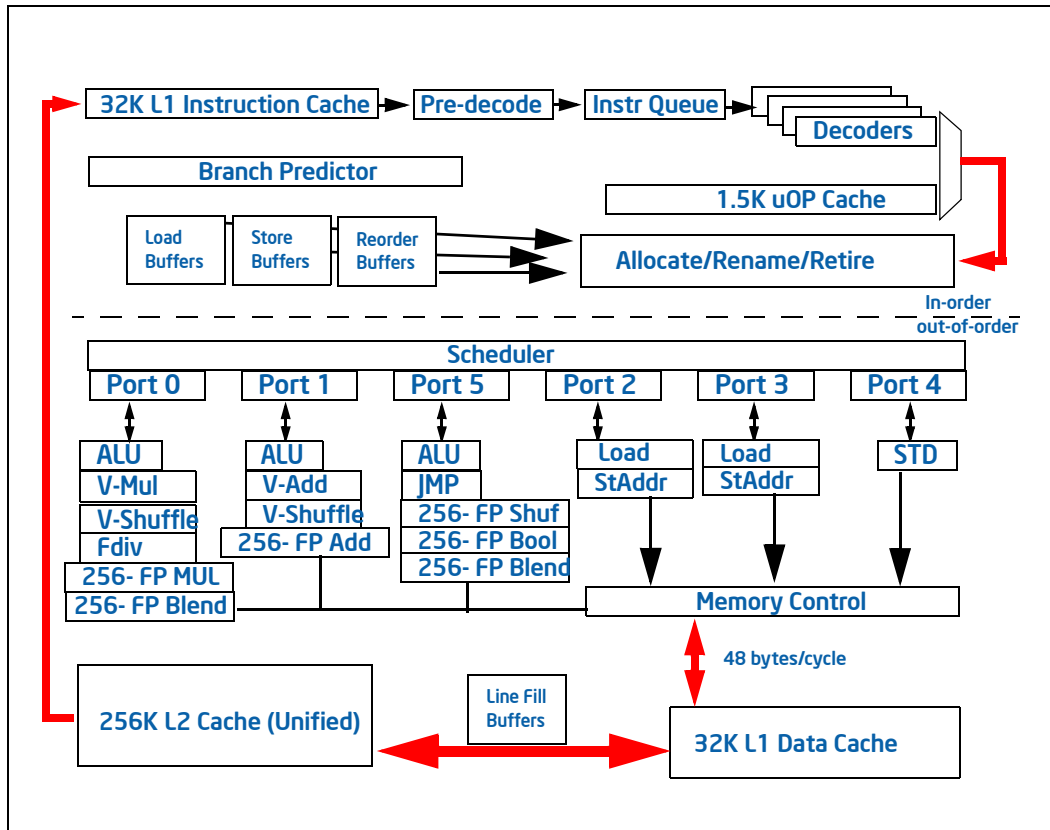 32K L1 Instruction Cache
Pre-decode
Instr Queue
Decoders
Branch Predictor
1.5K uOP Cache
Load
Buffers
Store
Buffers
Reorder
Buffers
Allocate/Rename/Retire
In-order
out-of-order
Scheduler
Port 0
Port 1
Port 5
Port 2
Port 3
Port 4
ALU
V-Mul
V-Shuffle
Fdiv
256- FP MUL
256- FP Blend
ALU
V-Add
V-Shuffle
256- FP Add
ALU
JMP
256- FP Shuf
256- FP Bool
256- FP Blend
Load
StAddr
Load
StAddr
STD
Memory Control
48 bytes/cycle
256K L2 Cache (Unified)
Line Fill
Buffers
32K L1 Data Cache